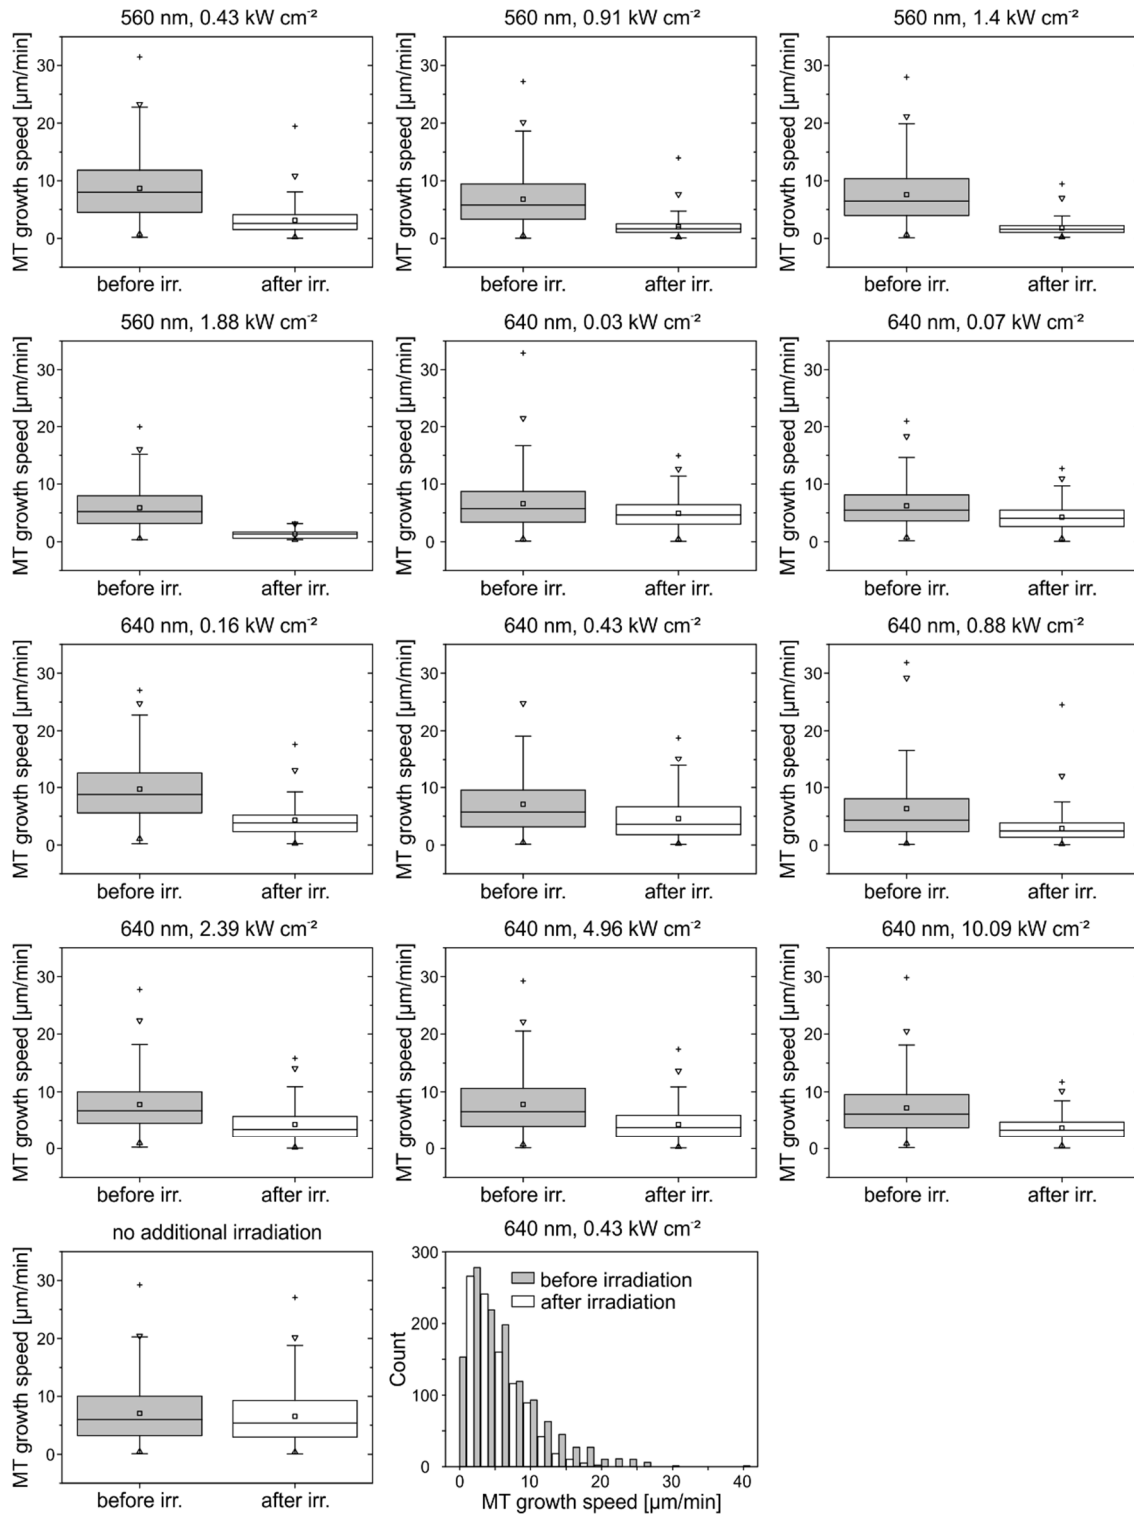 560 nm, 0.43 kW cm⁻²
560 nm, 0.91 kW cm⁻²
560 nm, 1.4 kW cm⁻²
MT growth speed [µm/min]
30
20
10
0
before irr.
after irr.
MT growth speed [µm/min]
30
20
10
0
before irr.
after irr.
MT growth speed [µm/min]
30
20
10
0
before irr.
after irr.
560 nm, 1.88 kW cm⁻²
640 nm, 0.03 kW cm⁻²
640 nm, 0.07 kW cm⁻²
MT growth speed [µm/min]
30
20
10
0
before irr.
after irr.
MT growth speed [µm/min]
30
20
10
0
before irr.
after irr.
MT growth speed [µm/min]
30
20
10
0
before irr.
after irr.
640 nm, 0.16 kW cm⁻²
640 nm, 0.43 kW cm⁻²
640 nm, 0.88 kW cm⁻²
MT growth speed [µm/min]
30
20
10
0
before irr.
after irr.
MT growth speed [µm/min]
30
20
10
0
before irr.
after irr.
MT growth speed [µm/min]
30
20
10
0
before irr.
after irr.
640 nm, 2.39 kW cm⁻²
640 nm, 4.96 kW cm⁻²
640 nm, 10.09 kW cm⁻²
MT growth speed [µm/min]
30
20
10
0
before irr.
after irr.
MT growth speed [µm/min]
30
20
10
0
before irr.
after irr.
MT growth speed [µm/min]
30
20
10
0
before irr.
after irr.
no additional irradiation
640 nm, 0.43 kW cm⁻²
MT growth speed [µm/min]
30
20
10
0
before irr.
after irr.
Count
300
200
100
0
before irradiation
after irradiation
0 10 20 30 40
MT growth speed [µm/min]